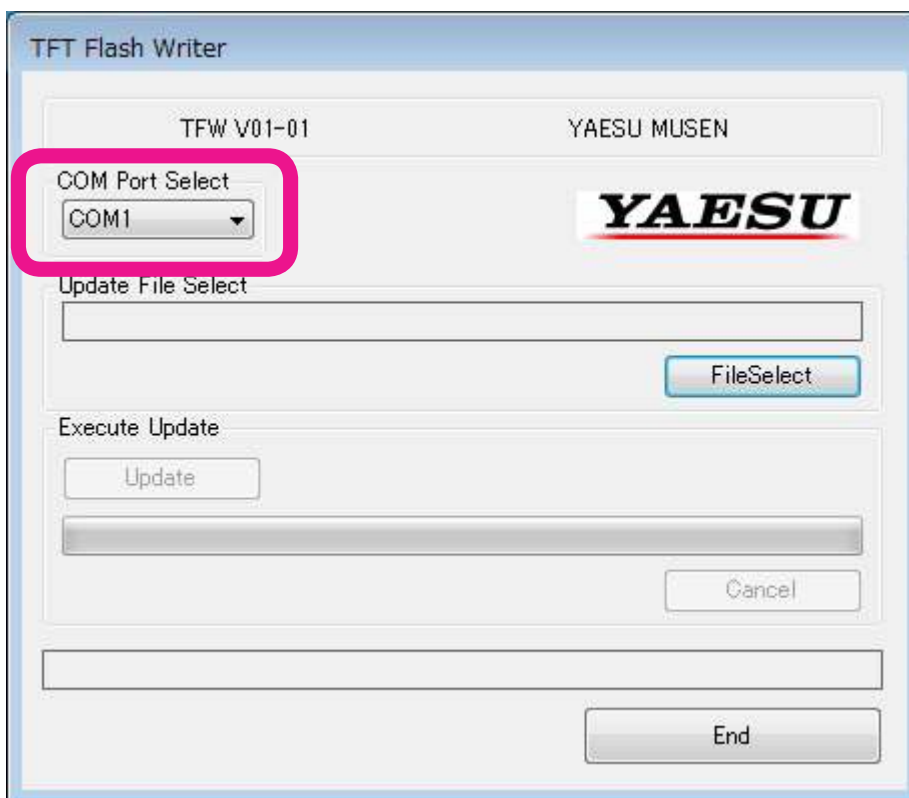 TFT Flash Writer
TFW V01-01 YAESU MUSEN
COM Port Select
COM1
YAESU
Update File Select
FileSelect
Execute Update
Update
Cancel
End